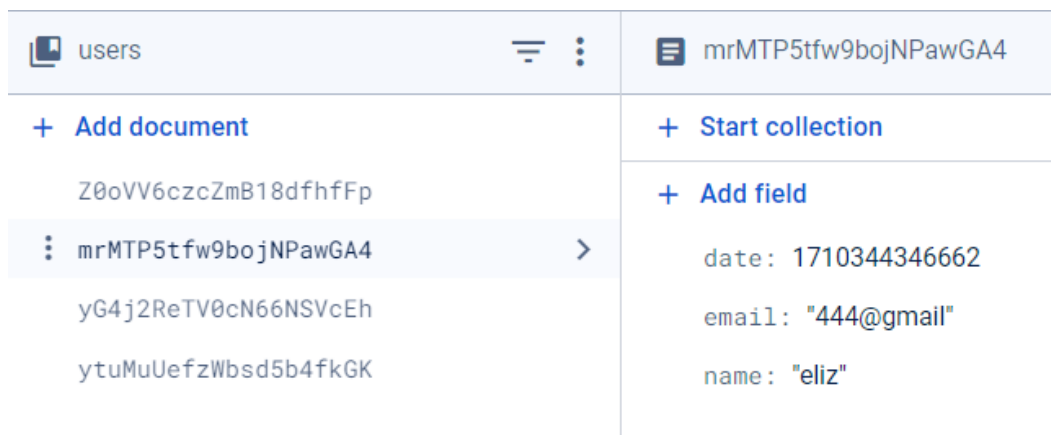 users
Add document
Z0oVV6czcZmB18dfhfFp
mrMTP5tfw9bojNPawGA4
yG4j2ReTV0cN66NSVcEh
ytuMuUefzWbsd5b4fkGK
mrMTP5tfw9bojNPawGA4
Start collection
Add field
date: 1710344346662
email: "444@gmail"
name: "eliz"